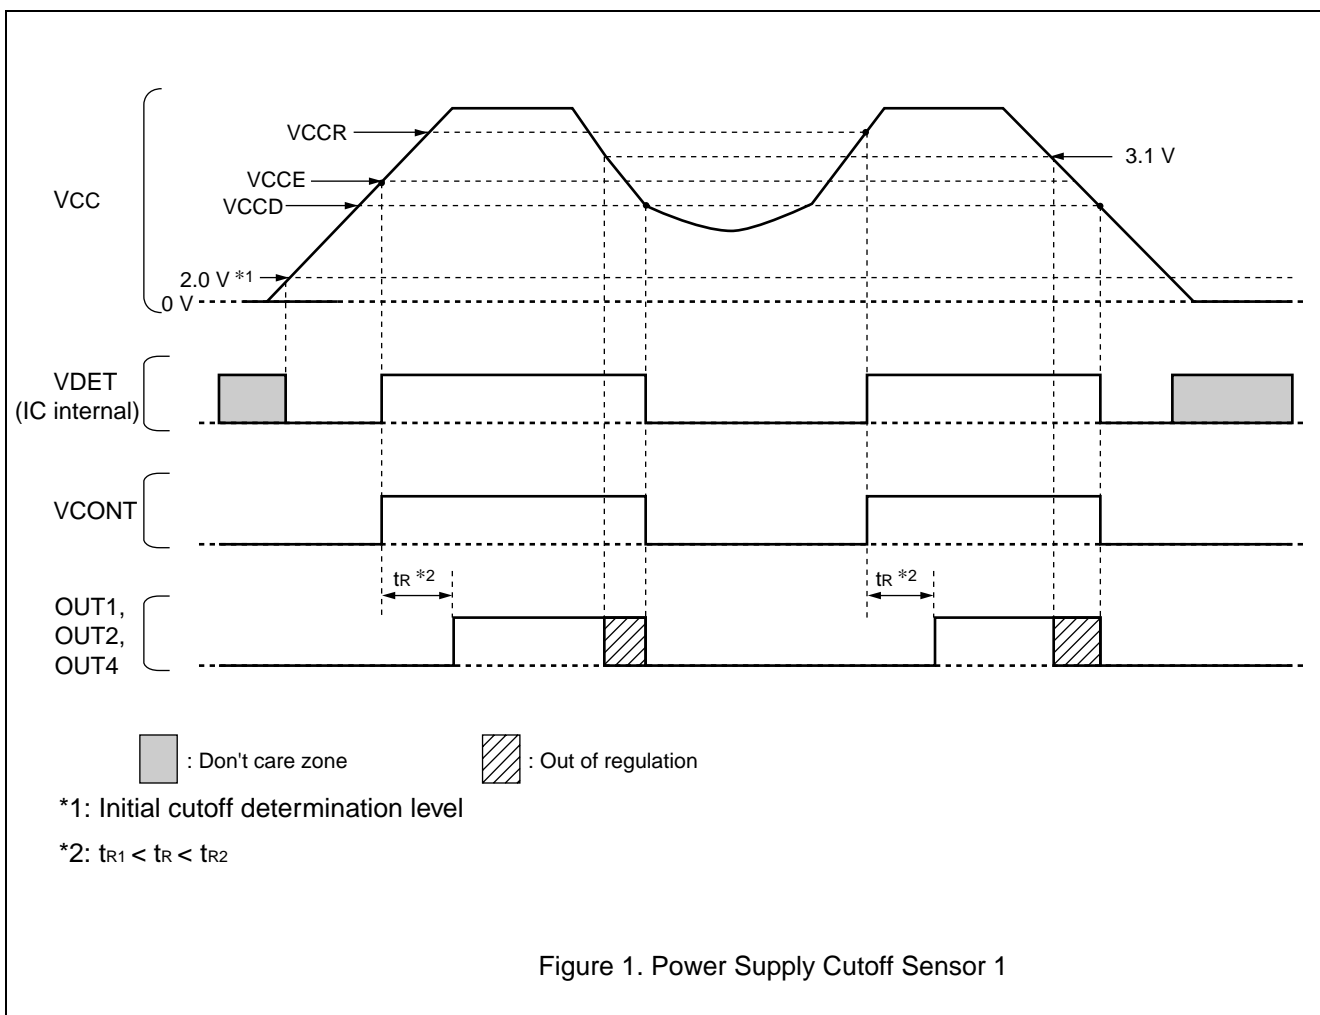 VCC
VCCR
3.1 V
VCCE
VCCD
2.0 V *1
0 V
VDET
(IC internal)
VCONT
tR *2
tR *2
OUT1,
OUT2,
OUT4
: Don't care zone
: Out of regulation
*1: Initial cutoff determination level
*2: tR1 < tR < tR2
Figure 1. Power Supply Cutoff Sensor 1